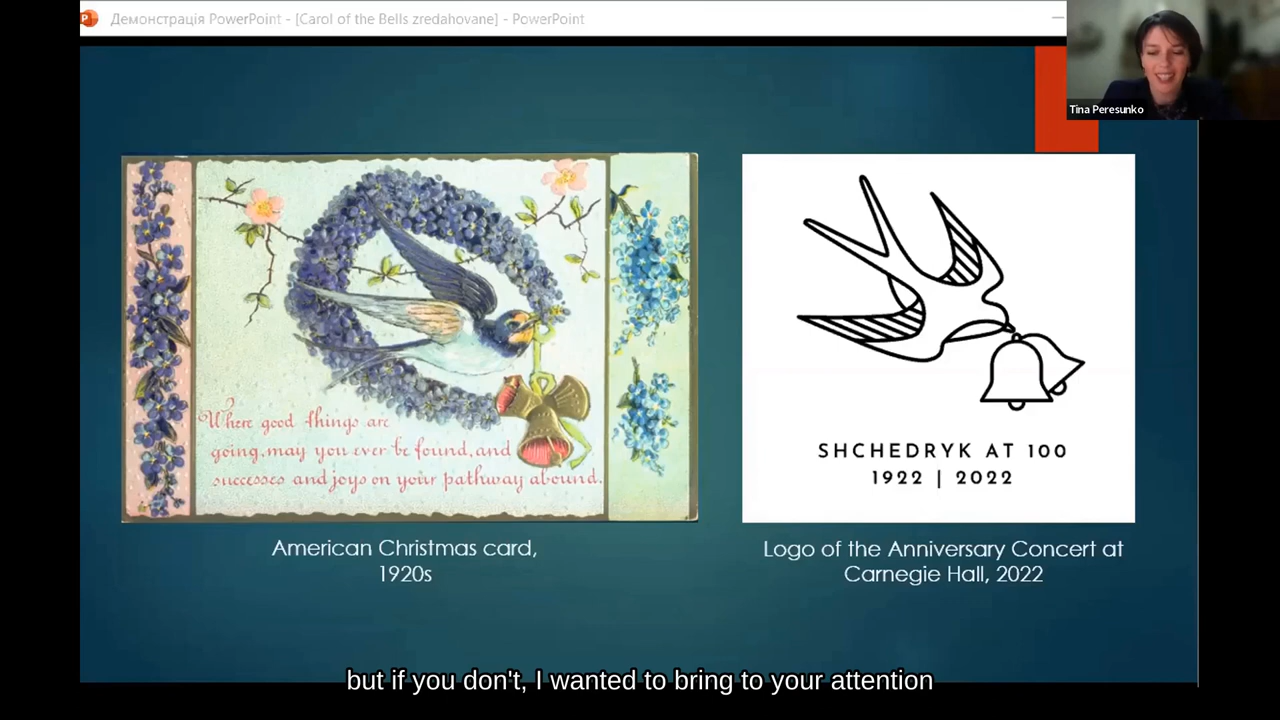 Демонстрація PowerPoint - [Carol of the Bells zredahovane] - PowerPoint
Tina Peresunko
Where good things are
going, may you ever be found, and
successes and joys on your pathway abound.
SHCHEDRYK AT 100
1922 | 2022
American Christmas card,
1920s
Logo of the Anniversary Concert at
Carnegie Hall, 2022
but if you don't, I wanted to bring to your attention